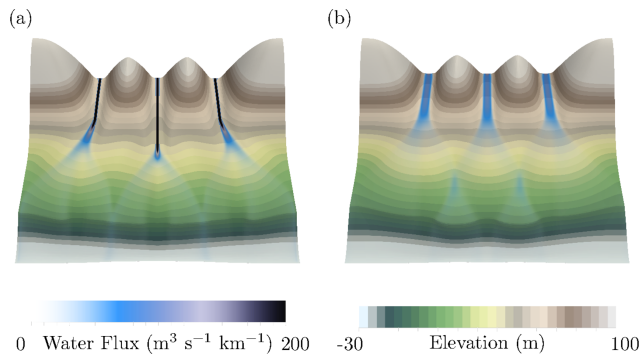 (a)
(b)
0 Water Flux (m³ s⁻¹ km⁻¹) 200
-30 Elevation (m) 100